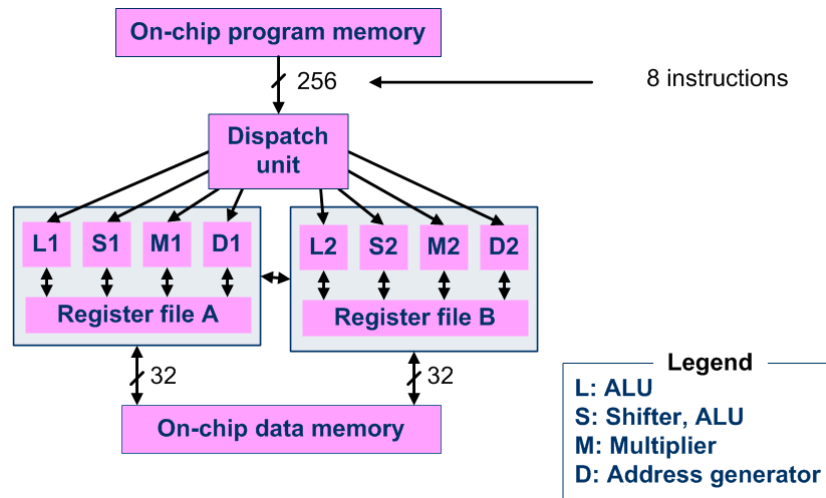 On-chip program memory
256
8 instructions
Dispatch
unit
L1 S1 M1 D1
L2 S2 M2 D2
Register file A
Register file B
32
32
On-chip data memory
Legend
L: ALU
S: Shifter, ALU
M: Multiplier
D: Address generator